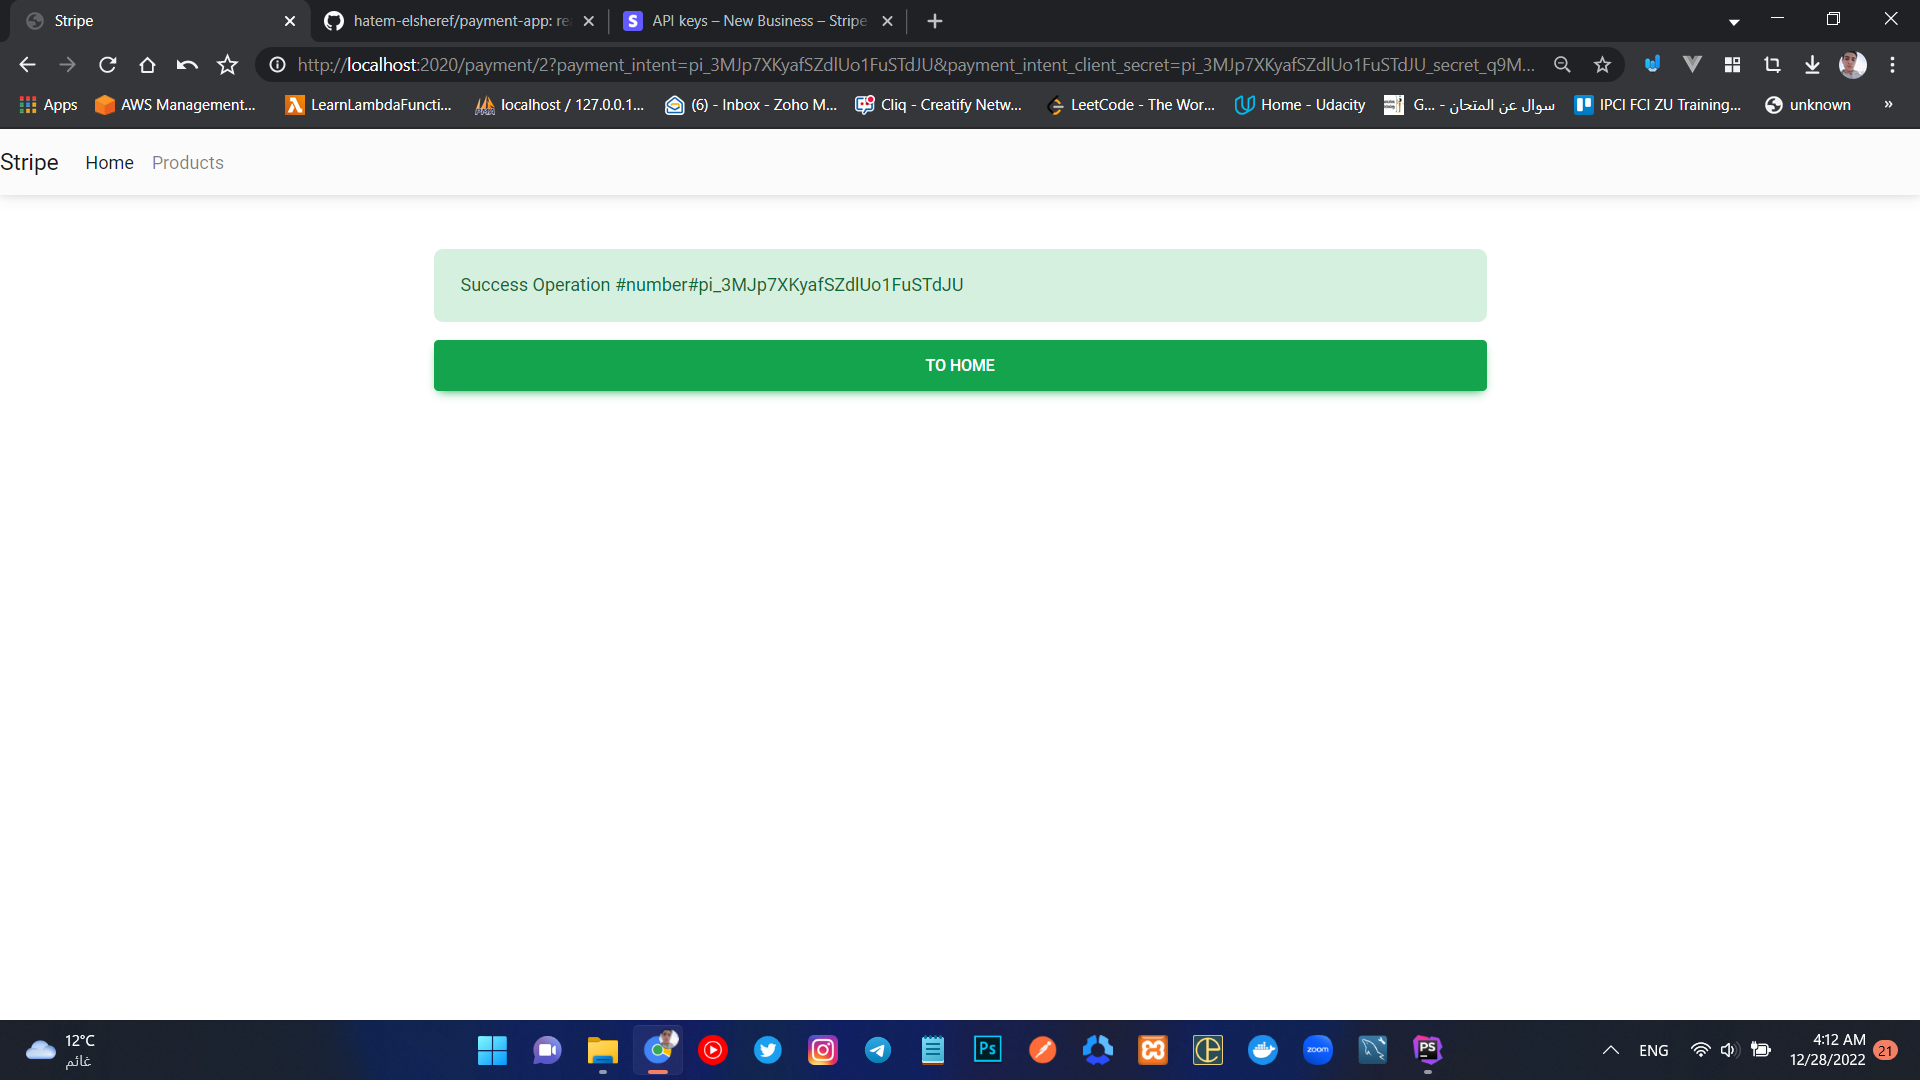 Stripe
hatem-elsheref/payment-app: re
API keys – New Business – Stripe
http://localhost:2020/payment/2?payment_intent=pi_3MJp7XKyafSZdlUo1FuSTdJU&payment_intent_client_secret=pi_3MJp7XKyafSZdlUo1FuSTdJU_secret_q9M...
Apps
AWS Management...
LearnLambdaFuncti...
localhost / 127.0.0.1...
(6) - Inbox - Zoho M...
Cliq - Creatify Netw...
LeetCode - The Wor...
Home - Udacity
G... - سوال عن المتحان
IPCI FCI ZU Training...
unknown
»
Stripe Home Products
Success Operation #number#pi_3MJp7XKyafSZdlUo1FuSTdJU
TO HOME
12°C
غائم
Ps
zoom
PS
ENG
4:12 AM
12/28/2022
21